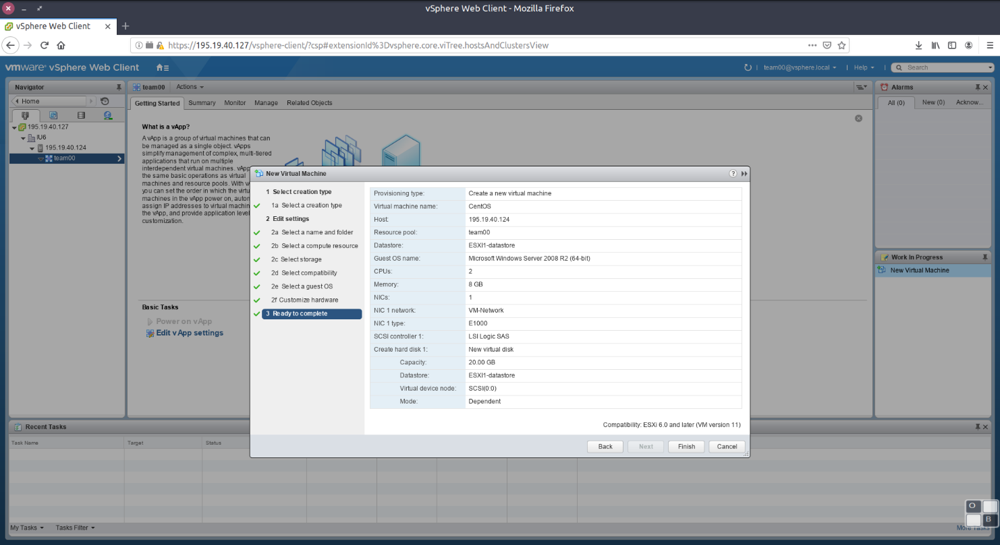 vSphere Web Client - Mozilla Firefox
vSphere Web Client
https://195.19.40.127/vsphere-client/?csp#extensionId%3Dvsphere.core.viTree.hostsAndClustersView
vmware® vSphere Web Client
team00@vsphere.local
Help
Search
Navigator
Home
195.19.40.127
IU6
195.19.40.124
team00
team00
Actions
Getting Started
Summary
Monitor
Manage
Related Objects
What is a vApp?
A vApp is a group of virtual machines that can
be managed as a single object. vApps
simplify management of complex, multi-tiered
applications that run on multiple
interdependent virtual machines. vApp
the same basic operations as virtual
machines and resource pools. With
you can set the order in which the
machines in the vApp power on,
assign IP addresses to virtual
the vApp, and provide application level
customization.
Basic Tasks
Power on vApp
Edit vApp settings
New Virtual Machine
1 Select creation type
1a Select a creation type
2 Edit settings
2a Select a name and folder
2b Select a compute resource
2c Select storage
2d Select compatibility
2e Select a guest OS
2f Customize hardware
3 Ready to complete
Provisioning type: Create a new virtual machine
Virtual machine name: CentOS
Host: 195.19.40.124
Resource pool: team00
Datastore: ESXI1-datastore
Guest OS name: Microsoft Windows Server 2008 R2 (64-bit)
CPUs: 2
Memory: 8 GB
NICs: 1
NIC 1 network: VM-Network
NIC 1 type: E1000
SCSI controller 1: LSI Logic SAS
Create hard disk 1: New virtual disk
Capacity: 20.00 GB
Datastore: ESXI1-datastore
Virtual device node: SCSI(0:0)
Mode: Dependent
Compatibility: ESXi 6.0 and later (VM version 11)
Back
Next
Finish
Cancel
Alarms
All (0)
New (0)
Acknow...
Work In Progress
New Virtual Machine
Recent Tasks
Task Name
Target
Status
My Tasks
Tasks Filter
More Tasks
O
B